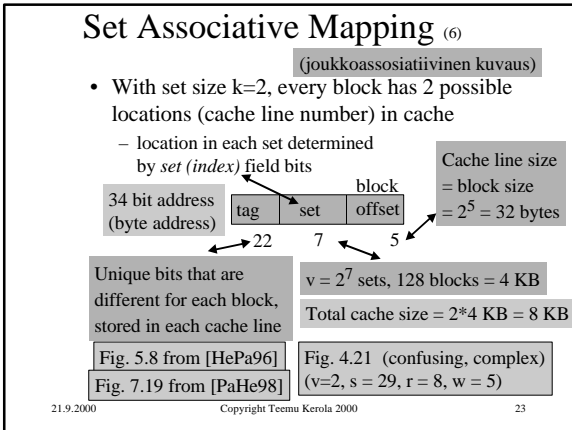 Set Associative Mapping (6)
(joukkoassosiatiivinen kuvaus)
• With set size k=2, every block has 2 possible
locations (cache line number) in cache
– location in each set determined
by set (index) field bits
Cache line size
= block size
= 2^5 = 32 bytes
34 bit address
(byte address)
block
tag set offset
22 7 5
Unique bits that are
different for each block,
stored in each cache line
v = 2^7 sets, 128 blocks = 4 KB
Total cache size = 2*4 KB = 8 KB
Fig. 5.8 from [HePa96]
Fig. 7.19 from [PaHe98]
Fig. 4.21 (confusing, complex)
(v=2, s = 29, r = 8, w = 5)
21.9.2000 Copyright Teemu Kerola 2000 23